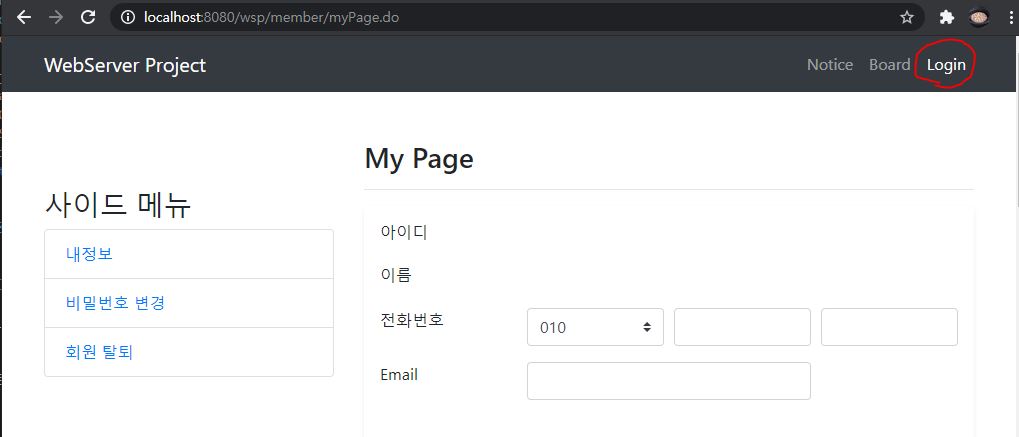 localhost:8080/wsp/member/myPage.do
WebServer Project
Notice Board Login
My Page
사이드 메뉴
내정보
비밀번호 변경
회원 탈퇴
아이디
이름
전화번호 010
Email